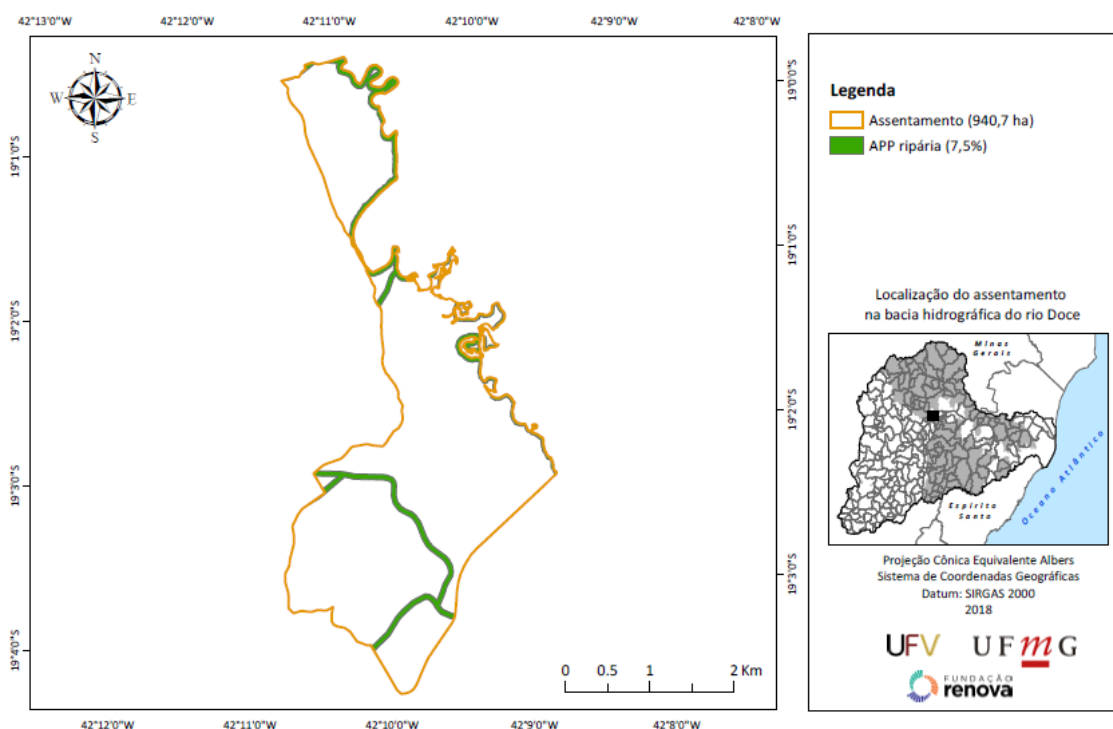 42°13'0"W 42°12'0"W 42°11'0"W 42°10'0"W 42°9'0"W 42°8'0"W
N
W E
S
19°0'0"S
19°1'0"S
19°1'0"S
19°2'0"S
19°2'0"S
19°3'0"S
19°3'0"S
19°4'0"S
0 0.5 1 2 Km
42°12'0"W 42°11'0"W 42°10'0"W 42°9'0"W 42°8'0"W
Legenda
Assentamento (940,7 ha)
APP ripária (7,5%)
Localização do assentamento
na bacia hidrográfica do rio Doce
Minas
Gerais
Espírito
Santo
Oceano Atlântico
Projeção Cônica Equivalente Albers
Sistema de Coordenadas Geográficas
Datum: SIRGAS 2000
2018
UFV UFmG
FUNDAÇÃO
renova